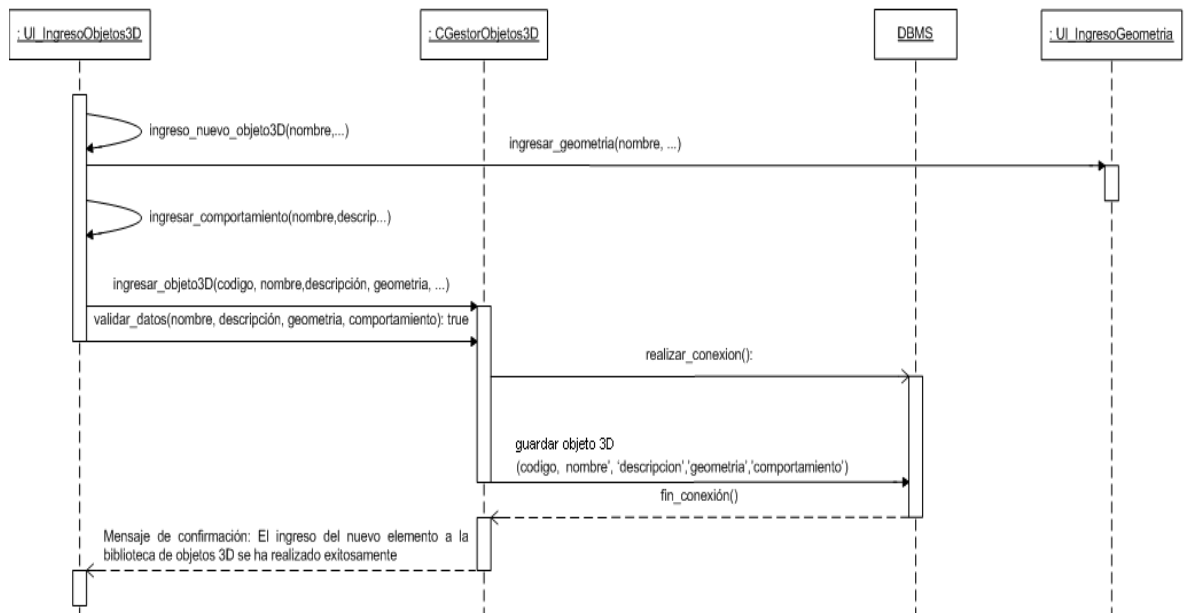 : UI_IngresoObjetos3D
: CGestorObjetos3D
DBMS
: UI_IngresoGeometria
ingreso_nuevo_objeto3D(nombre,...)
ingresar_geometria(nombre, ...)
ingresar_comportamiento(nombre,descrip...)
ingresar_objeto3D(codigo, nombre,descripción, geometria, ...)
validar_datos(nombre, descripción, geometria, comportamiento): true
realizar_conexion():
guardar objeto 3D
(codigo, nombre', 'descripcion','geometria','comportamiento')
fin_conexión()
Mensaje de confirmación: El ingreso del nuevo elemento a la
biblioteca de objetos 3D se ha realizado exitosamente